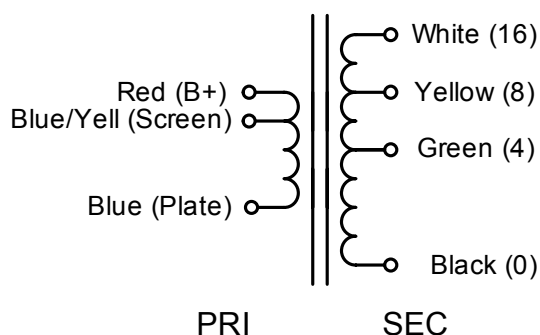 Red (B+)
Blue/Yell (Screen)
Blue (Plate)
White (16)
Yellow (8)
Green (4)
Black (0)
PRI
SEC